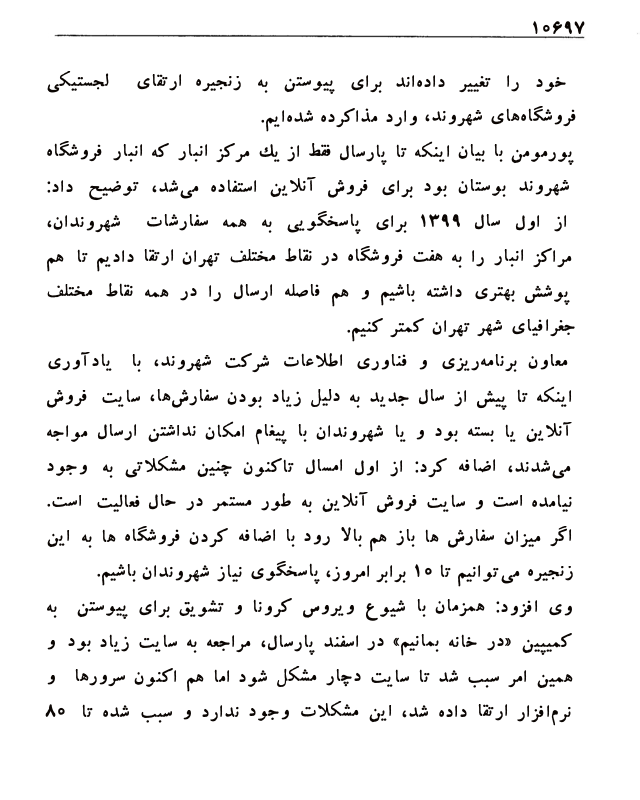 ۱۰۶۹۷
خود را تغییر داده‌اند برای پیوستن به زنجیره ارتقای لجستیکی
فروشگاه‌های شهروند، وارد مذاکرده شده‌ایم.
پورمومن با بیان اینکه تا پارسال فقط از یك مرکز انبار که انبار فروشگاه
شهروند بوستان بود برای فروش آنلاین استفاده می‌شد، توضیح داد:
از اول سال ۱۳۹۹ برای پاسخگویی به همه سفارشات شهروندان،
مراکز انبار را به هفت فروشگاه در نقاط مختلف تهران ارتقا دادیم تا هم
پوشش بهتری داشته باشیم و هم فاصله ارسال را در همه نقاط مختلف
جغرافیای شهر تهران کمتر کنیم.
معاون برنامه‌ریزی و فناوری اطلاعات شرکت شهروند، با یادآوری
اینکه تا پیش از سال جدید به دلیل زیاد بودن سفارش‌ها، سایت فروش
آنلاین یا بسته بود و یا شهروندان با پیغام امکان نداشتن ارسال مواجه
می‌شدند، اضافه کرد: از اول امسال تاکنون چنین مشکلاتی به وجود
نیامده است و سایت فروش آنلاین به طور مستمر در حال فعالیت است.
اگر میزان سفارش ها باز هم بالا رود با اضافه کردن فروشگاه ها به این
زنجیره می‌توانیم تا ۱۰ برابر امروز، پاسخگوی نیاز شهروندان باشیم.
وی افزود: همزمان با شیوع ویروس کرونا و تشویق برای پیوستن به
کمپین «در خانه بمانیم» در اسفند پارسال، مراجعه به سایت زیاد بود و
همین امر سبب شد تا سایت دچار مشکل شود اما هم اکنون سرورها و
نرم‌افزار ارتقا داده شد، این مشکلات وجود ندارد و سبب شده تا ۸۰